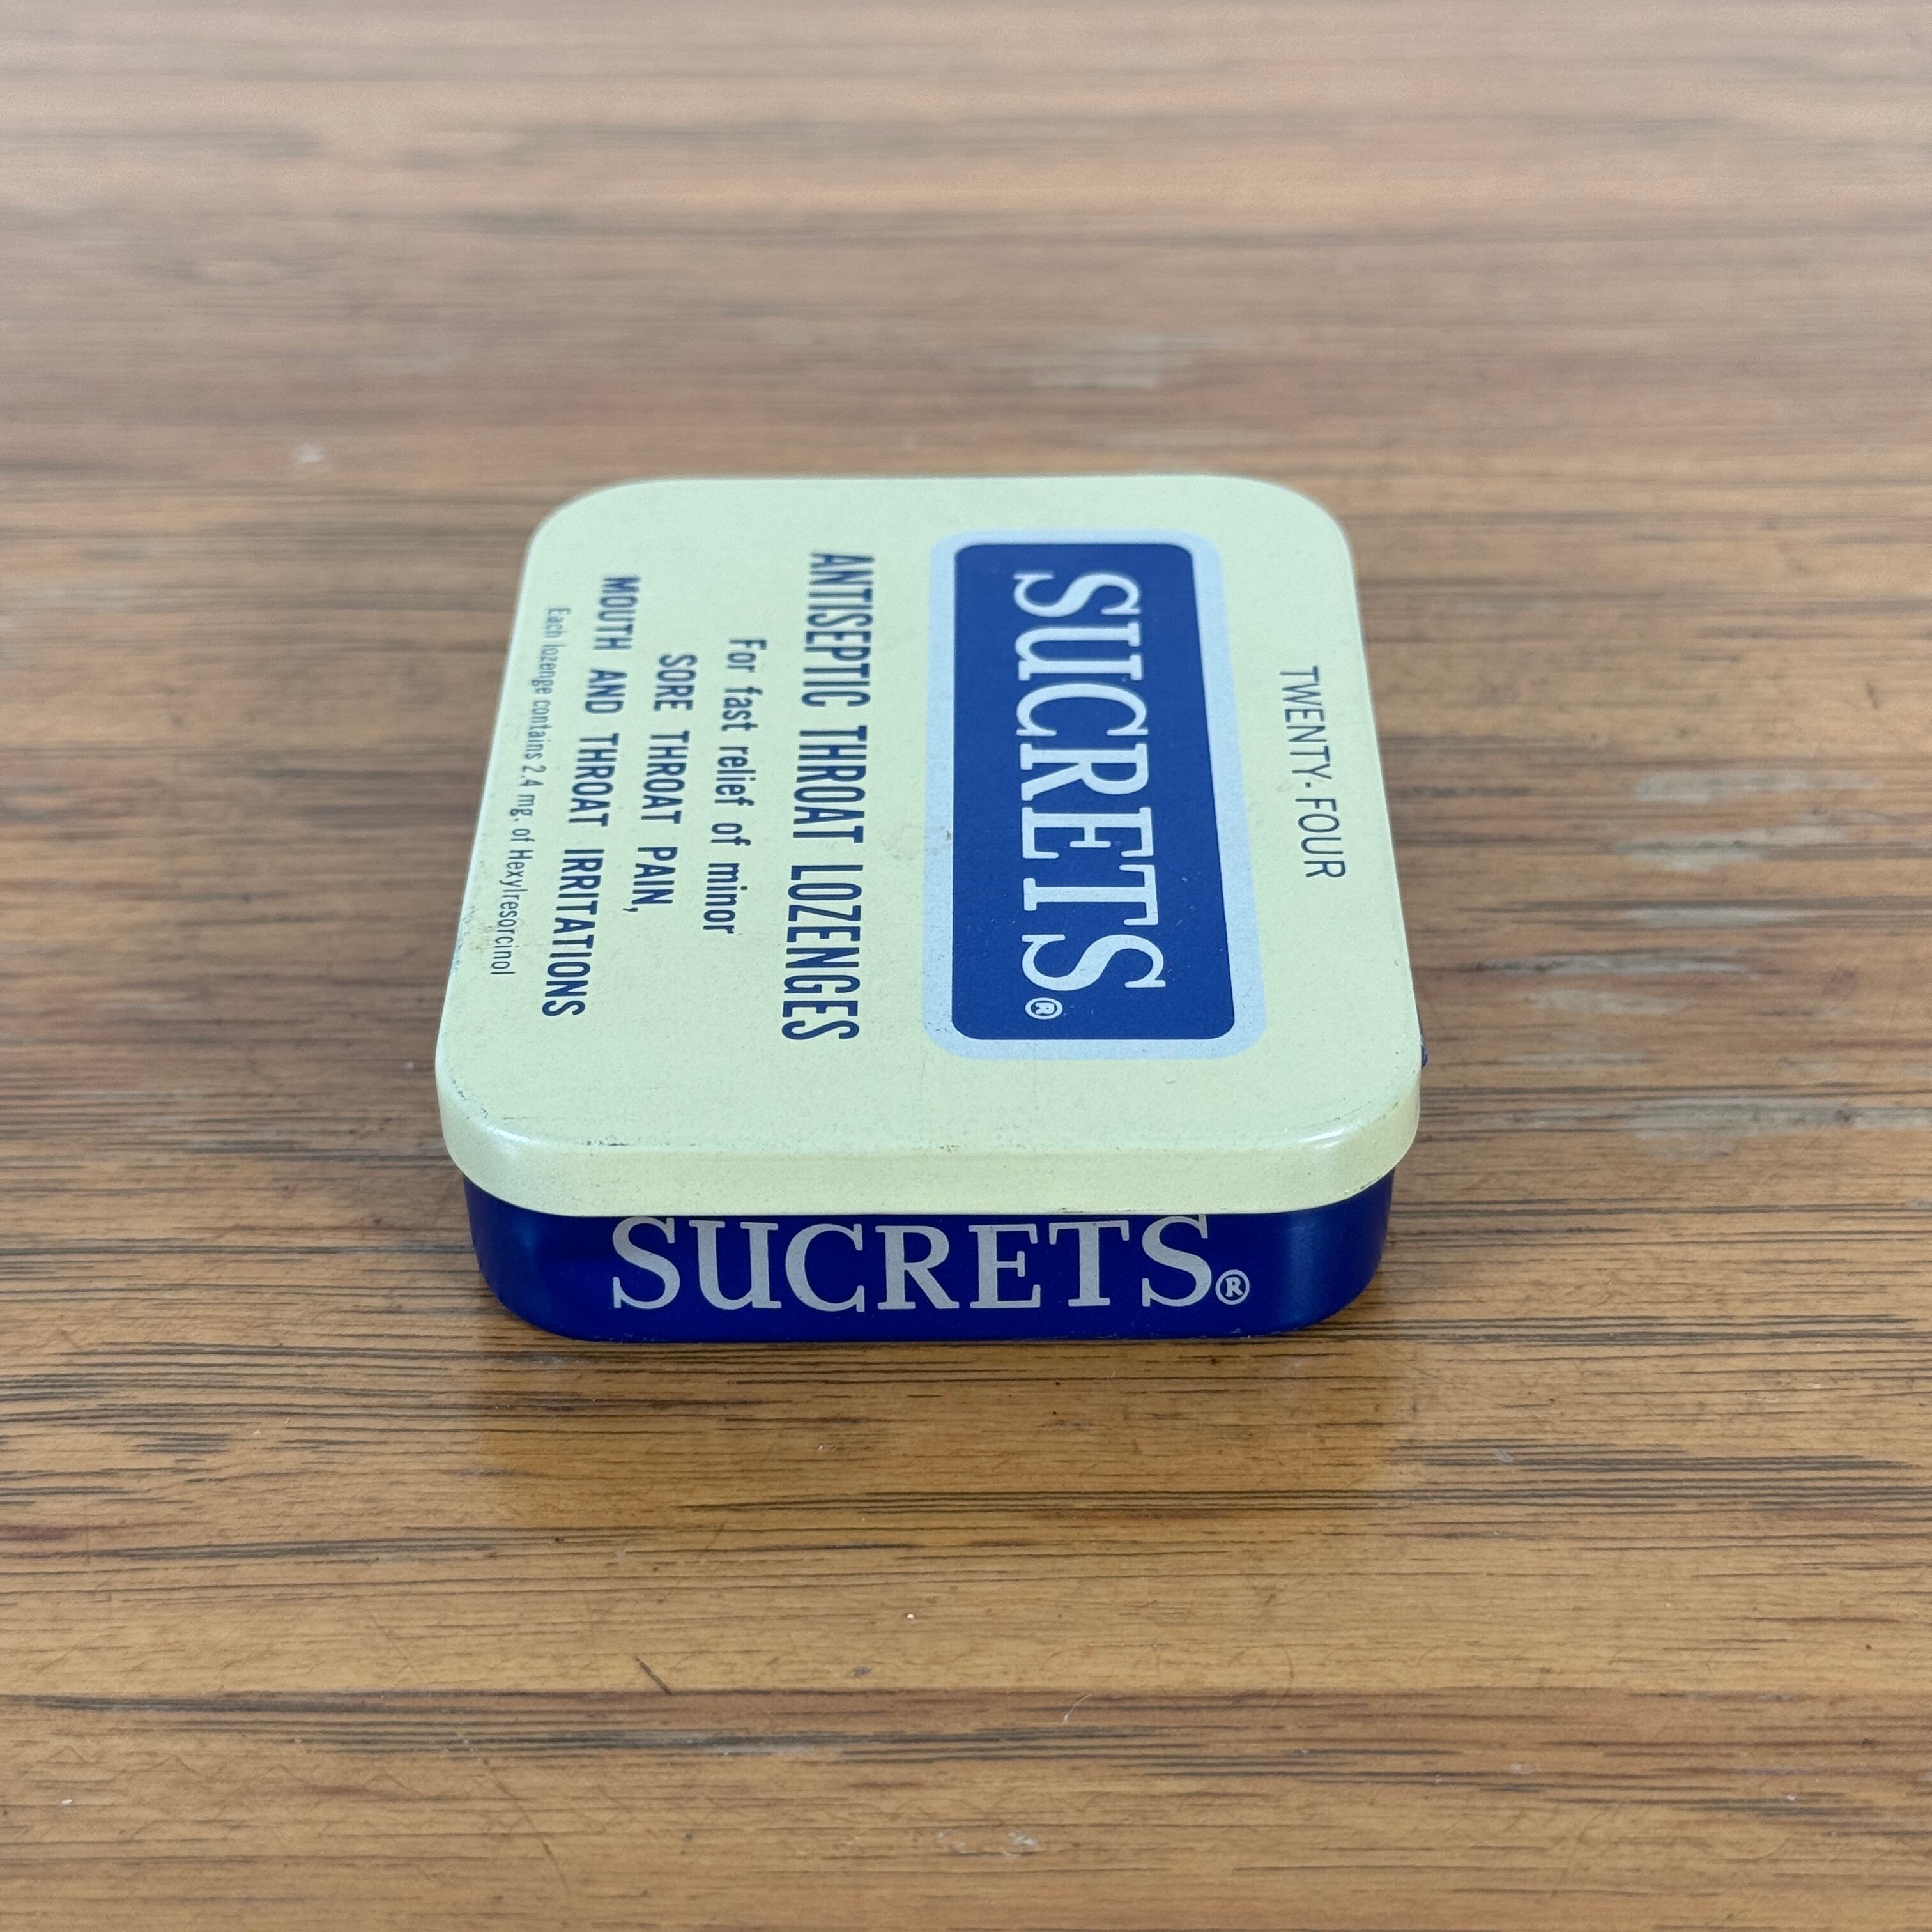 TWENTY-FOUR
SUCRETS®
ANTISEPTIC THROAT LOZENGES
For fast relief of minor
SORE THROAT PAIN,
MOUTH AND THROAT IRRITATIONS
Each lozenge contains 2.4 mg. of Hexylresorcinol
SUCRETS®